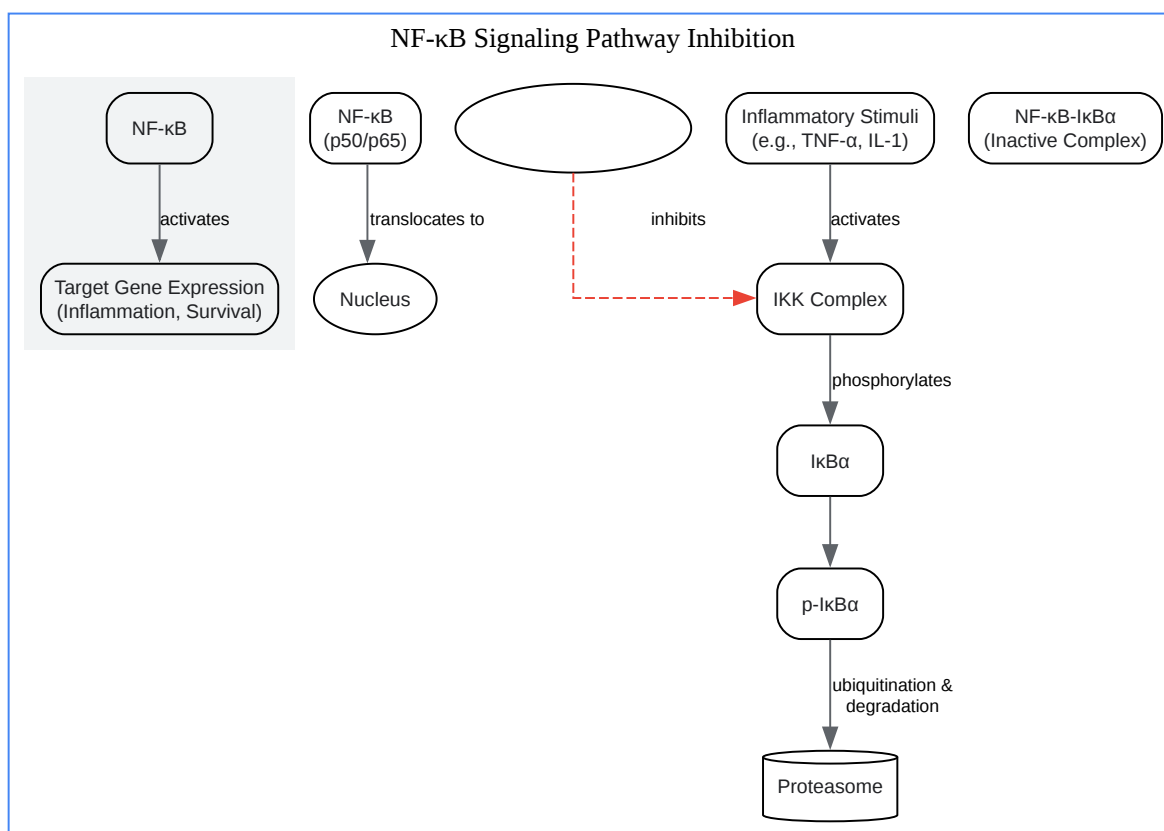 NF-κB Signaling Pathway Inhibition
NF-κB
NF-κB
(p50/p65)
Inflammatory Stimuli
(e.g., TNF-α, IL-1)
NF-κB-IκBα
(Inactive Complex)
activates
translocates to
inhibits
activates
Target Gene Expression
(Inflammation, Survival)
Nucleus
IKK Complex
phosphorylates
IκBα
p-IκBα
ubiquitination &
degradation
Proteasome